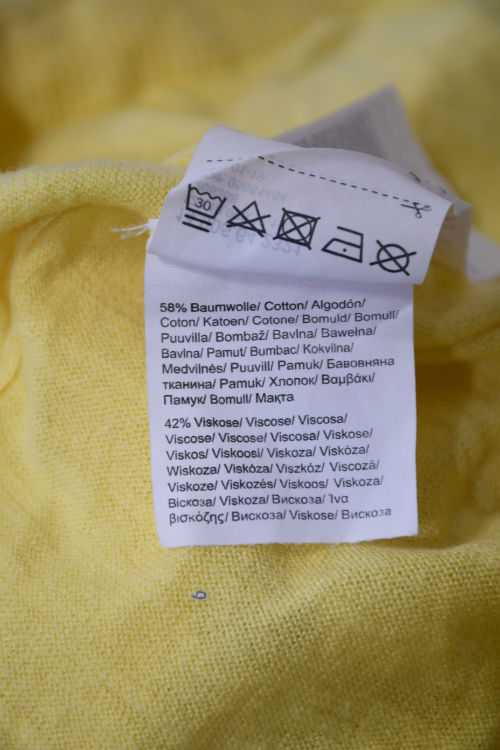 30
58% Baumwolle/ Cotton/ Algodón/
Coton/ Katoen/ Cotone/ Bomuld/ Bomull/
Puuvilla/ Bombaž/ Bavlna/ Bawełna/
Bavlna/ Pamut/ Bumbac/ Kokvilna/
Medvilnės/ Puuvill/ Pamuk/ Бавовняна
тканина/ Pamuk/ Хлопок/ Βαμβάκι/
Памук/ Bomull/ Мақта
42% Viskose/ Viscose/ Viscosa/
Viscose/ Viscose/ Viscosa/ Viskose/
Viskos/ Viskoosi/ Viskoza/ Viskóza/
Wiskoza/ Viskóza/ Viszkóz/ Viscoză/
Viskoze/ Viskozės/ Viskoos/ Viskoza/
Віскоза/ Viskoza/ Вискоза/ Ίνα
βισκόζης/ Вискоза/ Viskose/ Вискоза